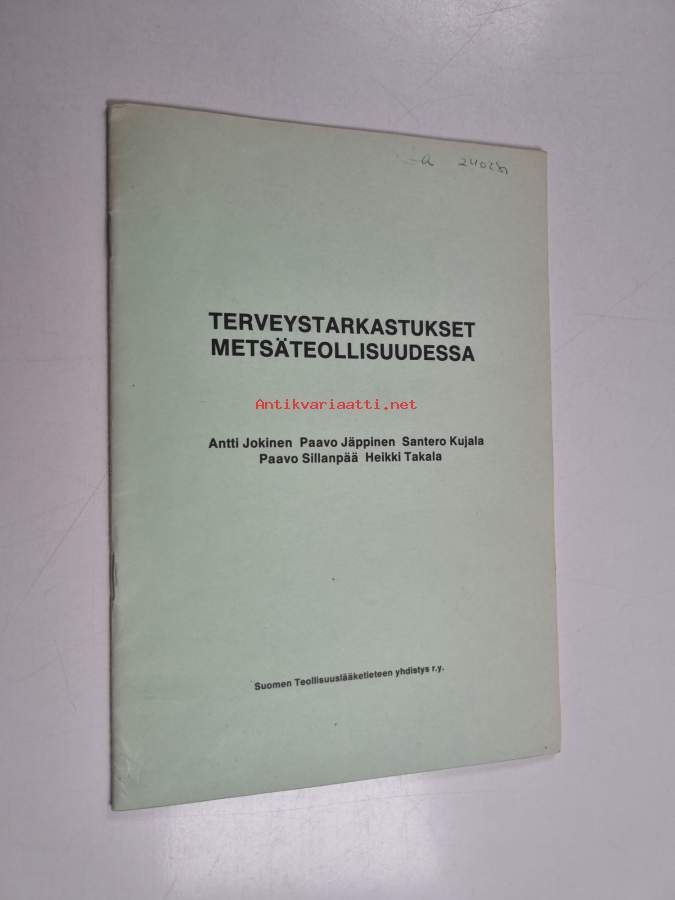 TERVEYSTARKASTUKSET
METSÄTEOLLISUUDESSA
Antikvariaatti.net
Antti Jokinen Paavo Jäppinen Santero Kujala
Paavo Sillanpää Heikki Takala
Suomen Teollisuuslääketieteen yhdistys r.y.